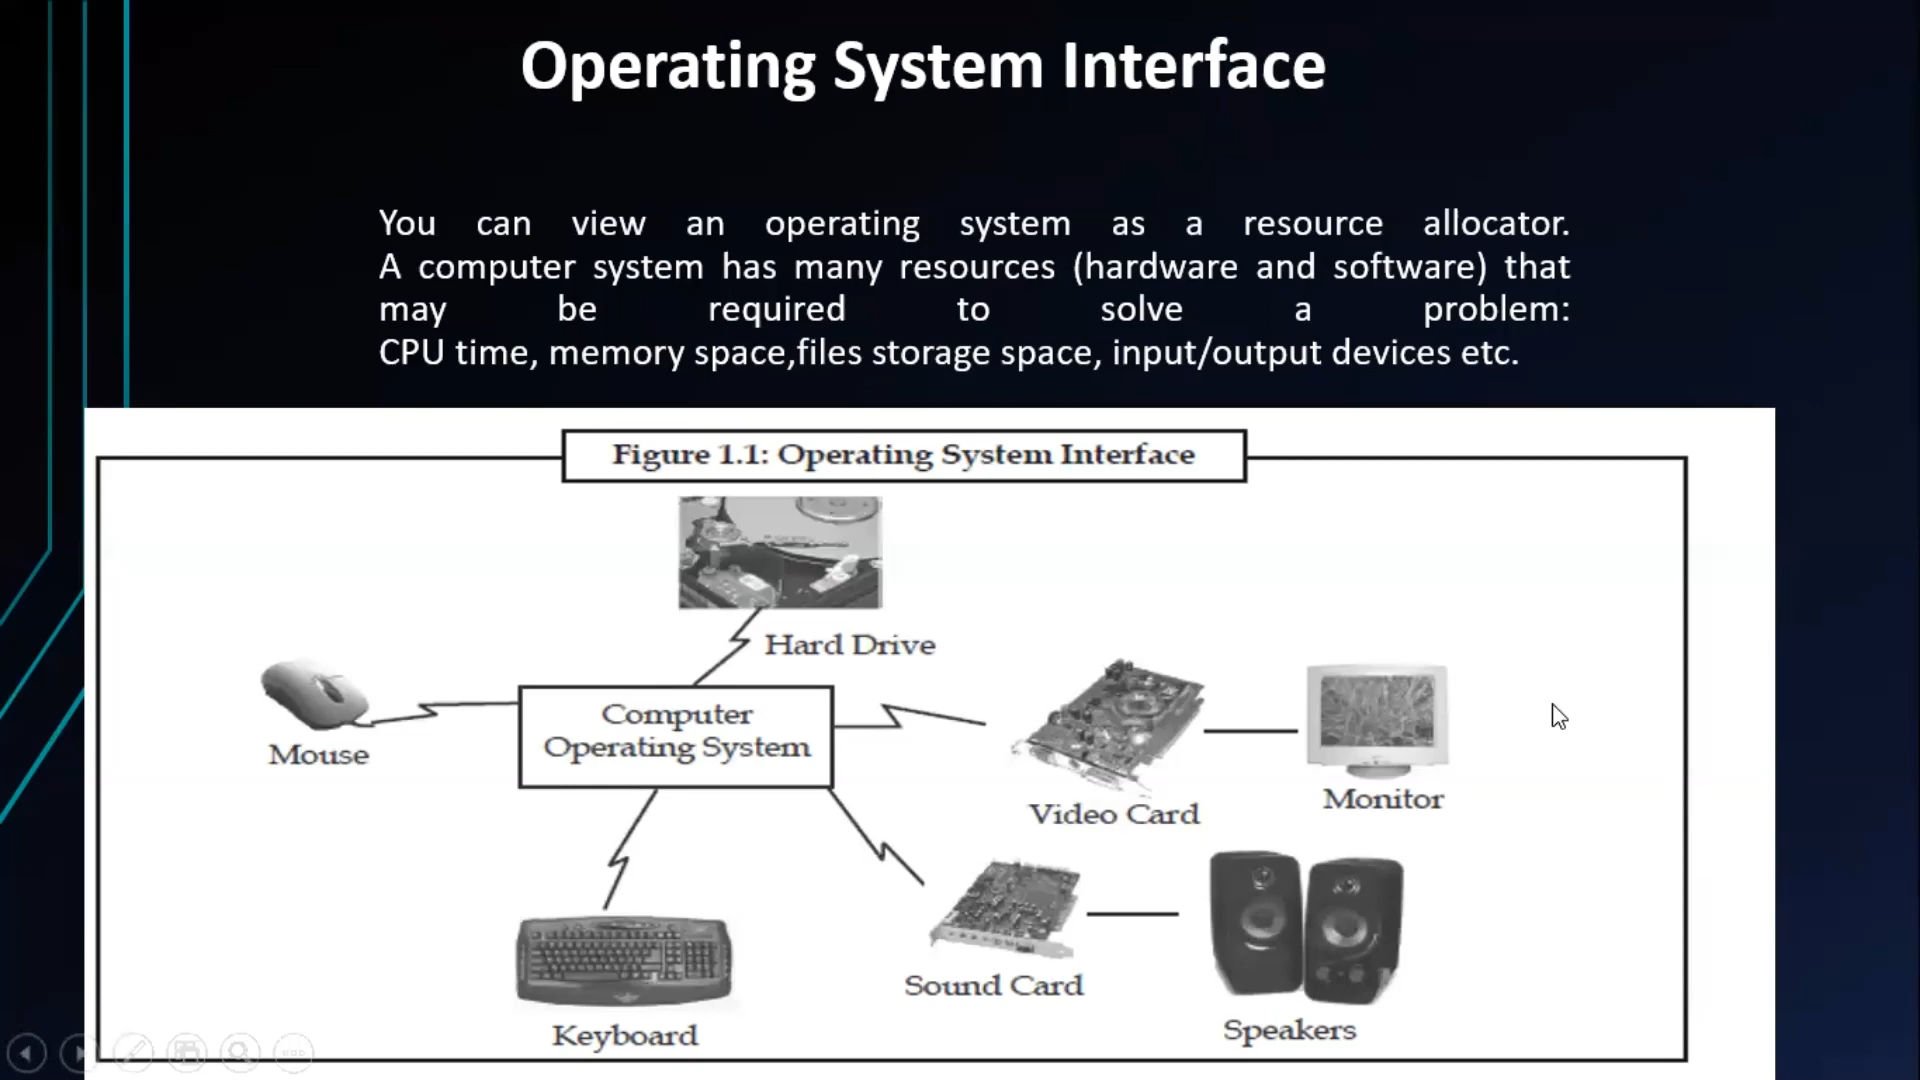 Operating System Interface
You can view an operating system as a resource allocator.
A computer system has many resources (hardware and software) that
may be required to solve a problem:
CPU time, memory space,files storage space, input/output devices etc.
Figure 1.1: Operating System Interface
Hard Drive
Mouse
Computer
Operating System
Video Card
Monitor
Sound Card
Speakers
Keyboard